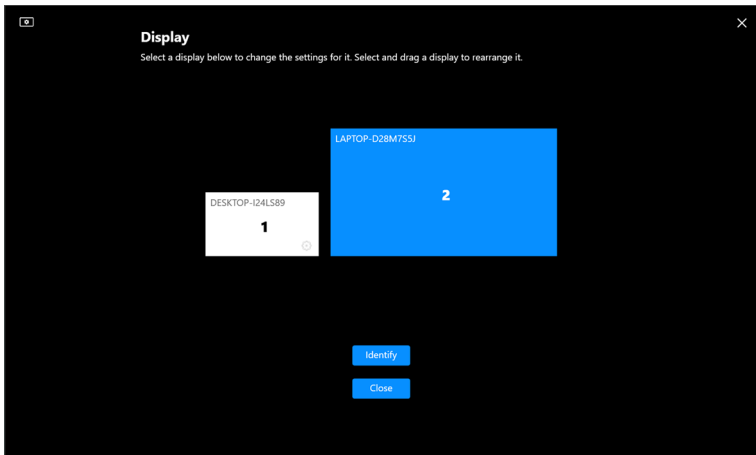 Display
Select a display below to change the settings for it. Select and drag a display to rearrange it.
LAPTOP-D28M7S5J
2
DESKTOP-I24LS89
1
Identify
Close